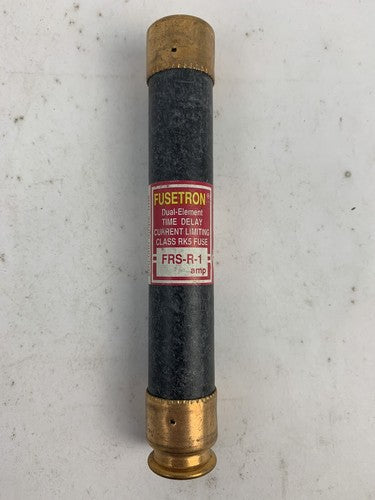 FUSETRON®
Dual-Element
TIME DELAY
CURRENT LIMITING
CLASS RK5 FUSE
FRS-R-1
amp